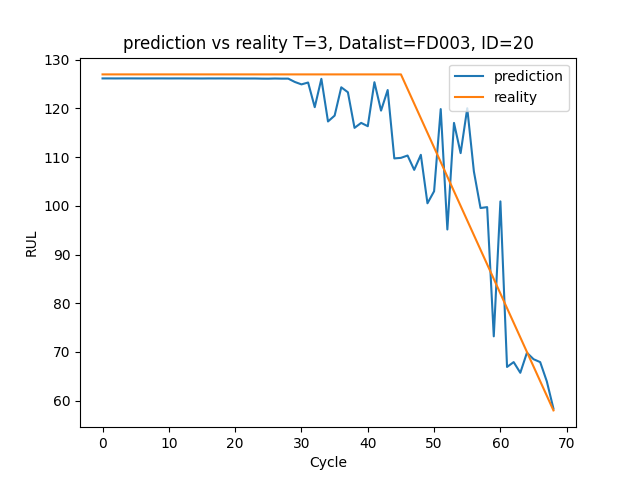 prediction vs reality T=3, Datalist=FD003, ID=20
prediction
reality
130
120
110
100
90
80
70
60
RUL
0 10 20 30 40 50 60 70
Cycle